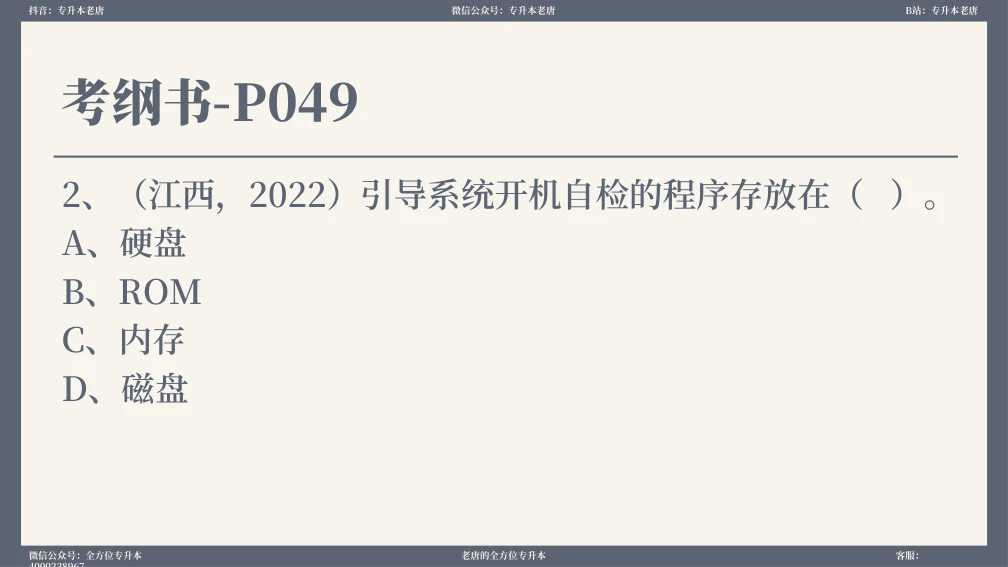 抖音：专升本老唐
微信公众号：专升本老唐
B站：专升本老唐
考纲书-P049
2、（江西，2022）引导系统开机自检的程序存放在（ ）。
A、硬盘
B、ROM
C、内存
D、磁盘
微信公众号：全方位专升本
老唐的全方位专升本
客服：
4000238967